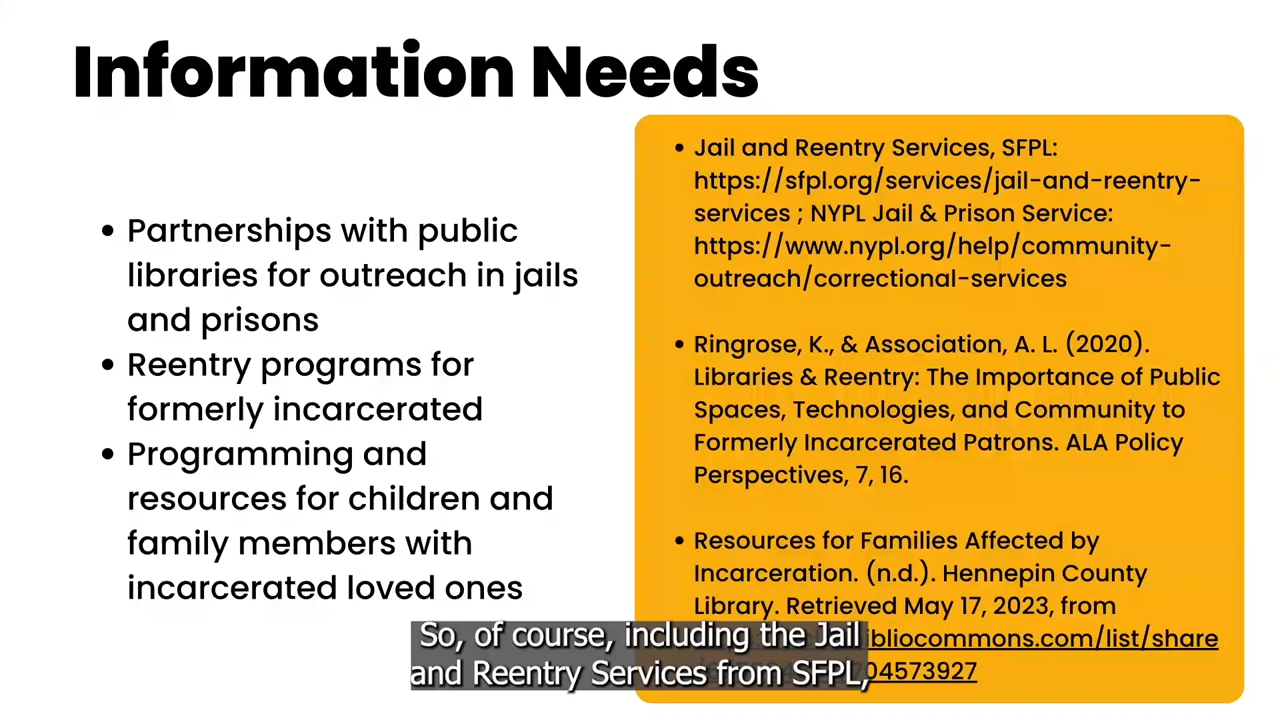 Information Needs
• Partnerships with public
libraries for outreach in jails
and prisons
• Reentry programs for
formerly incarcerated
• Programming and
resources for children and
family members with
incarcerated loved ones
• Jail and Reentry Services, SFPL:
https://sfpl.org/services/jail-and-reentry-
services ; NYPL Jail & Prison Service:
https://www.nypl.org/help/community-
outreach/correctional-services
• Ringrose, K., & Association, A. L. (2020).
Libraries & Reentry: The Importance of Public
Spaces, Technologies, and Community to
Formerly Incarcerated Patrons. ALA Policy
Perspectives, 7, 16.
• Resources for Families Affected by
Incarceration. (n.d.). Hennepin County
Library. Retrieved May 17, 2023, from
ibliocommons.com/list/share
04573927
So, of course, including the Jail
and Reentry Services from SFPL,